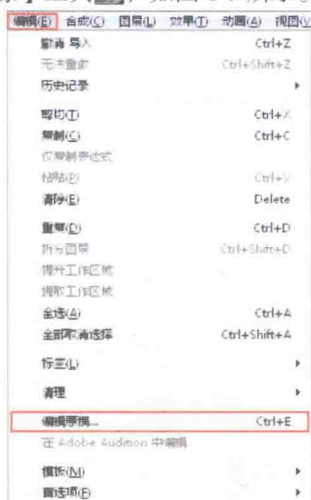 编辑(E) 合成(C) 图层(L) 效果(T) 动画(A) 视图(V
撤消 导入 Ctrl+Z
无法重做 Ctrl+Shift+Z
历史记录
剪切(T) Ctrl+X
复制(C) Ctrl+C
仅复制表达式
粘贴(P) Ctrl+V
清除(E) Delete
重复(D) Ctrl+D
拆分图层 Ctrl+Shift+D
提升工作区域
提取工作区域
全选(A) Ctrl+A
全部取消选择 Ctrl+Shift+A
标签(L)
清理
编辑原稿... Ctrl+E
在 Adobe Audition 中编辑
模板(M)
首选项(F)